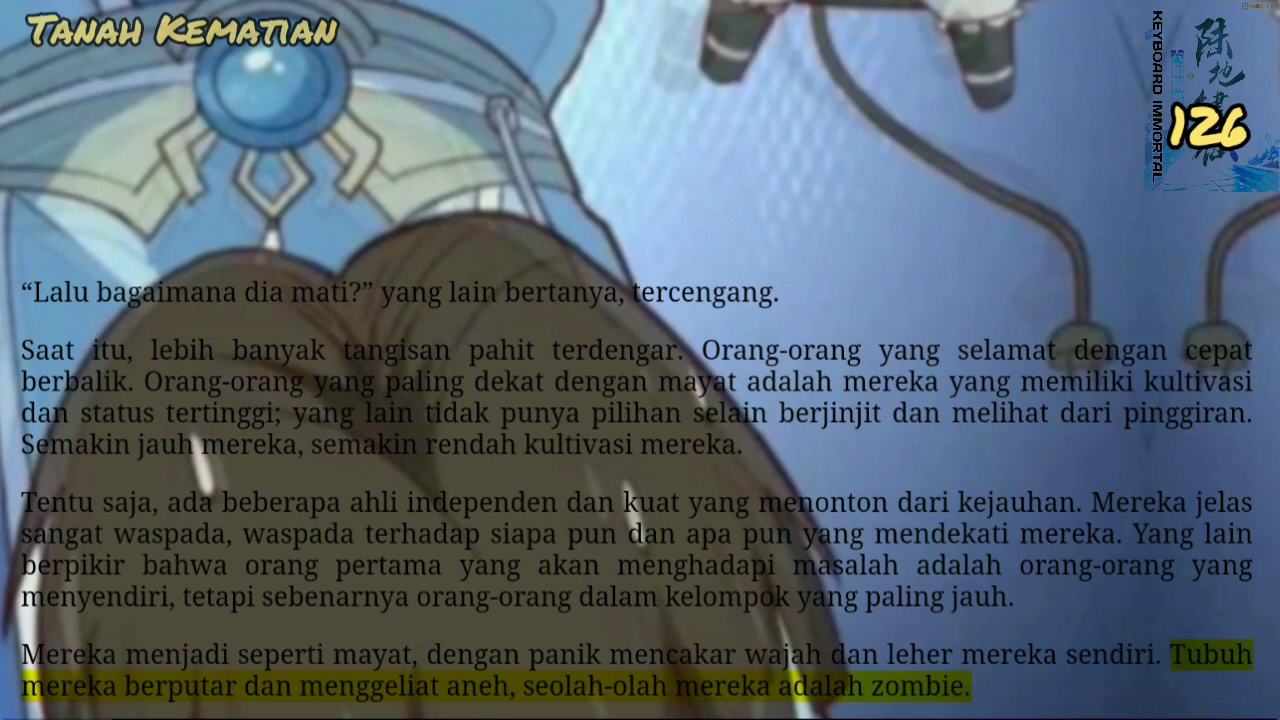 Tanah Kematian
KEYBOARD IMMORTAL
陆地键仙
126
“Lalu bagaimana dia mati?” yang lain bertanya, tercengang.
Saat itu, lebih banyak tangisan pahit terdengar. Orang-orang yang selamat dengan cepat
berbalik. Orang-orang yang paling dekat dengan mayat adalah mereka yang memiliki kultivasi
dan status tertinggi; yang lain tidak punya pilihan selain berjinjit dan melihat dari pinggiran.
Semakin jauh mereka, semakin rendah kultivasi mereka.
Tentu saja, ada beberapa ahli independen dan kuat yang menonton dari kejauhan. Mereka jelas
sangat waspada, waspada terhadap siapa pun dan apa pun yang mendekati mereka. Yang lain
berpikir bahwa orang pertama yang akan menghadapi masalah adalah orang-orang yang
menyendiri, tetapi sebenarnya orang-orang dalam kelompok yang paling jauh.
Mereka menjadi seperti mayat, dengan panik mencakar wajah dan leher mereka sendiri. Tubuh
mereka berputar dan menggeliat aneh, seolah-olah mereka adalah zombie.